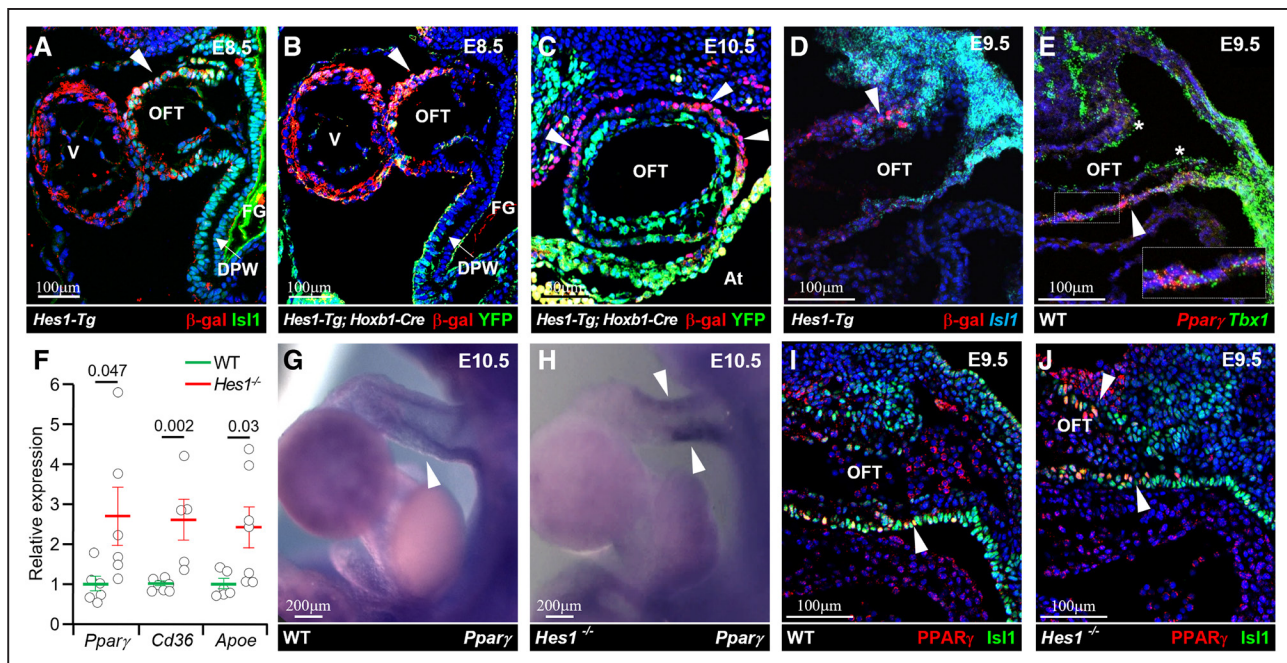 A E8.5
OFT
V
FG
DPW
100μm
Hes1-Tg β-gal Isl1
B E8.5
OFT
V
FG
DPW
100μm
Hes1-Tg; Hoxb1-Cre β-gal YFP
C E10.5
OFT
At
Hes1-Tg; Hoxb1-Cre β-gal YFP
D E9.5
OFT
100μm
Hes1-Tg β-gal Isl1
E E9.5
*
*
OFT
100μm
WT Pparγ Tbx1
F
WT
Hes1-/-
0.047
0.002
0.03
Relative expression
6
5
4
3
2
1
0
Pparγ Cd36 Apoe
G E10.5
200μm
WT Pparγ
H E10.5
200μm
Hes1 -/- Pparγ
I E9.5
OFT
100μm
WT PPARγ Isl1
J E9.5
OFT
100μm
Hes1 -/- PPARγ Isl1